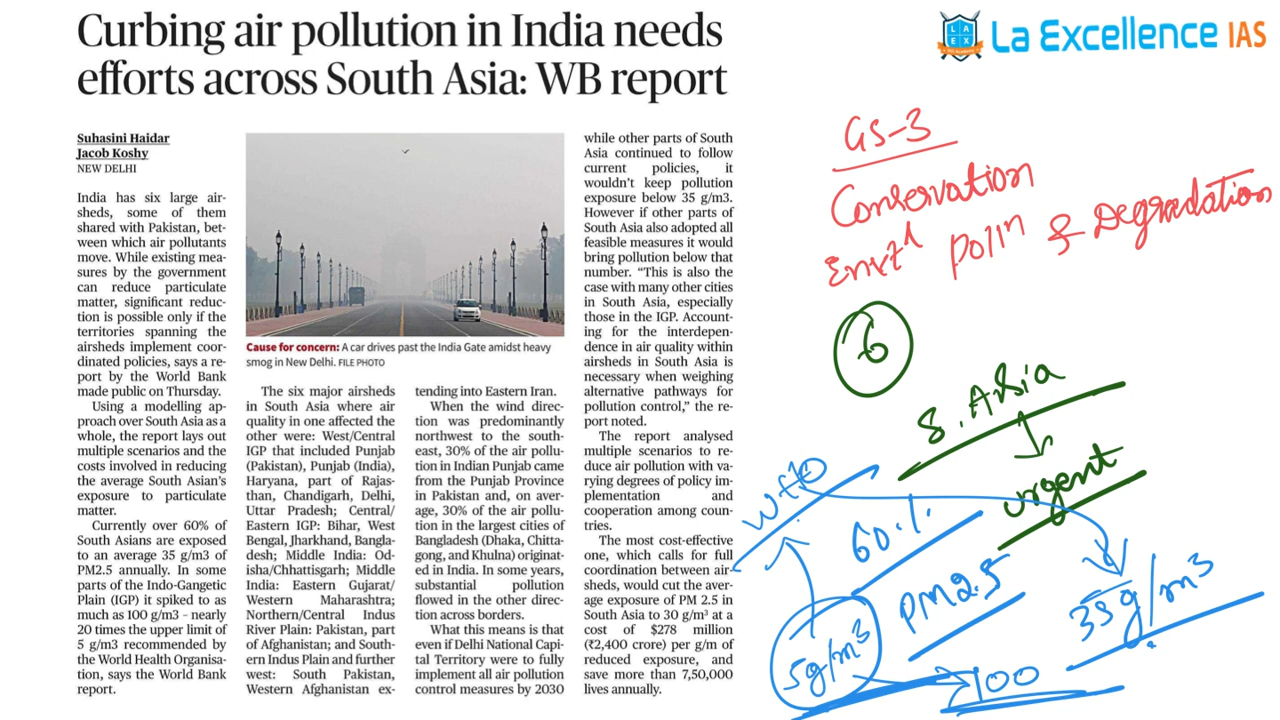 Curbing air pollution in India needs
efforts across South Asia: WB report
La Excellence IAS
Suhasini Haidar
Jacob Koshy
NEW DELHI
India has six large air-
sheds, some of them
shared with Pakistan, bet-
ween which air pollutants
move. While existing mea-
sures by the government
can reduce particulate
matter, significant reduc-
tion is possible only if the
territories spanning the
airsheds implement coor-
dinated policies, says a re-
port by the World Bank
made public on Thursday.
Using a modelling ap-
proach over South Asia as a
whole, the report lays out
multiple scenarios and the
costs involved in reducing
the average South Asian's
exposure to particulate
matter.
Currently over 60% of
South Asians are exposed
to an average 35 g/m3 of
PM2.5 annually. In some
parts of the Indo-Gangetic
Plain (IGP) it spiked to as
much as 100 g/m3 – nearly
20 times the upper limit of
5 g/m3 recommended by
the World Health Organisa-
tion, says the World Bank
report.
Cause for concern: A car drives past the India Gate amidst heavy
smog in New Delhi. FILE PHOTO
The six major airsheds
in South Asia where air
quality in one affected the
other were: West/Central
IGP that included Punjab
(Pakistan), Punjab (India),
Haryana, part of Rajas-
than, Chandigarh, Delhi,
Uttar Pradesh; Central/
Eastern IGP: Bihar, West
Bengal, Jharkhand, Bangla-
desh; Middle India: Od-
isha/Chhattisgarh; Middle
India: Eastern Gujarat/
Western Maharashtra;
Northern/Central Indus
River Plain: Pakistan, part
of Afghanistan; and South-
ern Indus Plain and further
west: South Pakistan,
Western Afghanistan ex-
tending into Eastern Iran.
When the wind direc-
tion was predominantly
northwest to the south-
east, 30% of the air pollu-
tion in Indian Punjab came
from the Punjab Province
in Pakistan and, on aver-
age, 30% of the air pollu-
tion in the largest cities of
Bangladesh (Dhaka, Chitta-
gong, and Khulna) originat-
ed in India. In some years,
substantial pollution
flowed in the other direc-
tion across borders.
What this means is that
even if Delhi National Capi-
tal Territory were to fully
implement all air pollution
control measures by 2030
while other parts of South
Asia continued to follow
current policies, it
wouldn't keep pollution
exposure below 35 g/m3.
However if other parts of
South Asia also adopted all
feasible measures it would
bring pollution below that
number. “This is also the
case with many other cities
in South Asia, especially
those in the IGP. Account-
ing for the interdepen-
dence in air quality within
airsheds in South Asia is
necessary when weighing
alternative pathways for
pollution control,” the re-
port noted.
The report analysed
multiple scenarios to re-
duce air pollution with va-
rying degrees of policy im-
plementation and
cooperation among coun-
tries.
The most cost-effective
one, which calls for full
coordination between air-
sheds, would cut the aver-
age exposure of PM 2.5 in
South Asia to 30 g/m³ at a
cost of $278 million
(₹2,400 crore) per g/m of
reduced exposure, and
save more than 7,50,000
lives annually.
GS-3
Conservation
Envtl Polln & Degradation
6
S. Asia
urgent
WHO
60%
PM2.5
35 g/m3
5g/m3
100